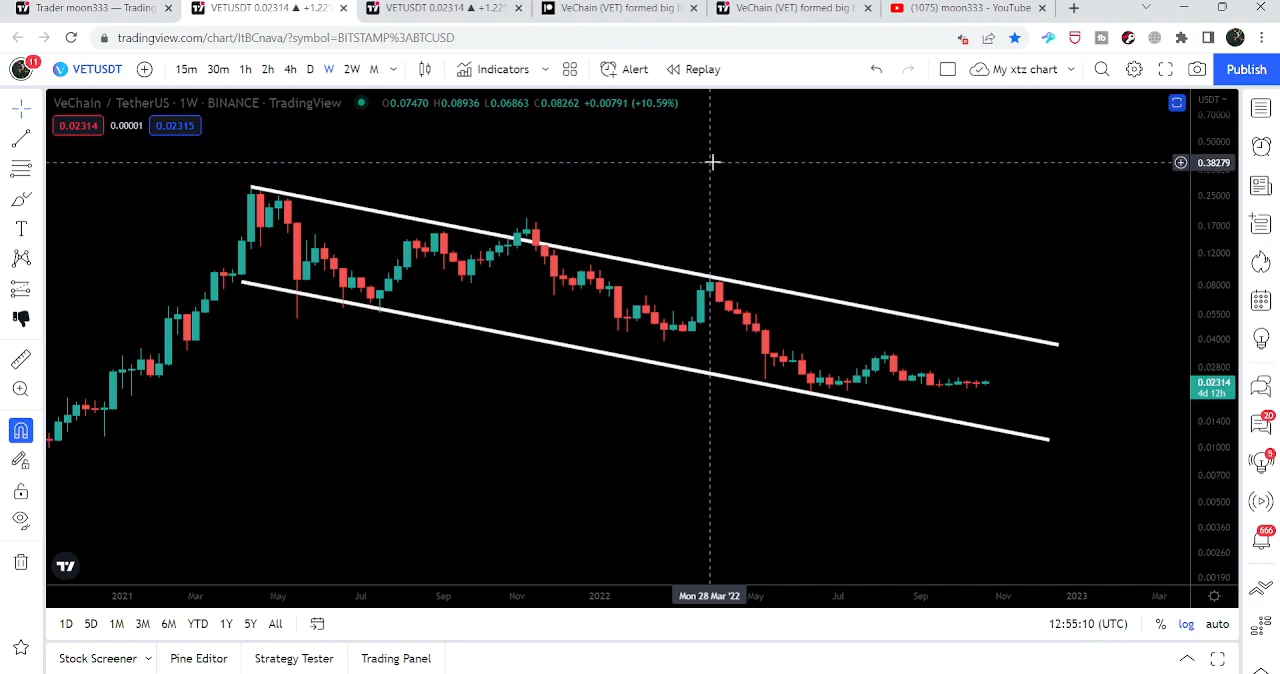 Trader moon333 — Trading
VETUSDT 0.02314 ▲ +1.22%
VETUSDT 0.02314 ▲ +1.22%
VeChain (VET) formed big b
VeChain (VET) formed big b
(1075) moon333 - YouTube
tradingview.com/chart/ItBCnava/?symbol=BITSTAMP%3ABTCUSD
11
VETUSDT
15m 30m 1h 2h 4h D W 2W M
Indicators
Alert
Replay
My xtz chart
Publish
VeChain / TetherUS · 1W · BINANCE · TradingView
O0.07470 H0.08936 L0.06863 C0.08262 +0.00791 (+10.59%)
USDT
0.02314 0.00001 0.02315
0.70000
0.50000
0.38279
0.25000
0.17000
0.12000
0.08000
0.05500
0.04000
0.02800
0.02314
4d 12h
0.01400
0.01000
0.00700
0.00500
0.00360
0.00260
0.00190
20
5
666
2021 Mar May Jul Sep Nov 2022 Mon 28 Mar '22 May Jul Sep Nov 2023 Mar
1D 5D 1M 3M 6M YTD 1Y 5Y All
12:55:10 (UTC) % log auto
Stock Screener Pine Editor Strategy Tester Trading Panel